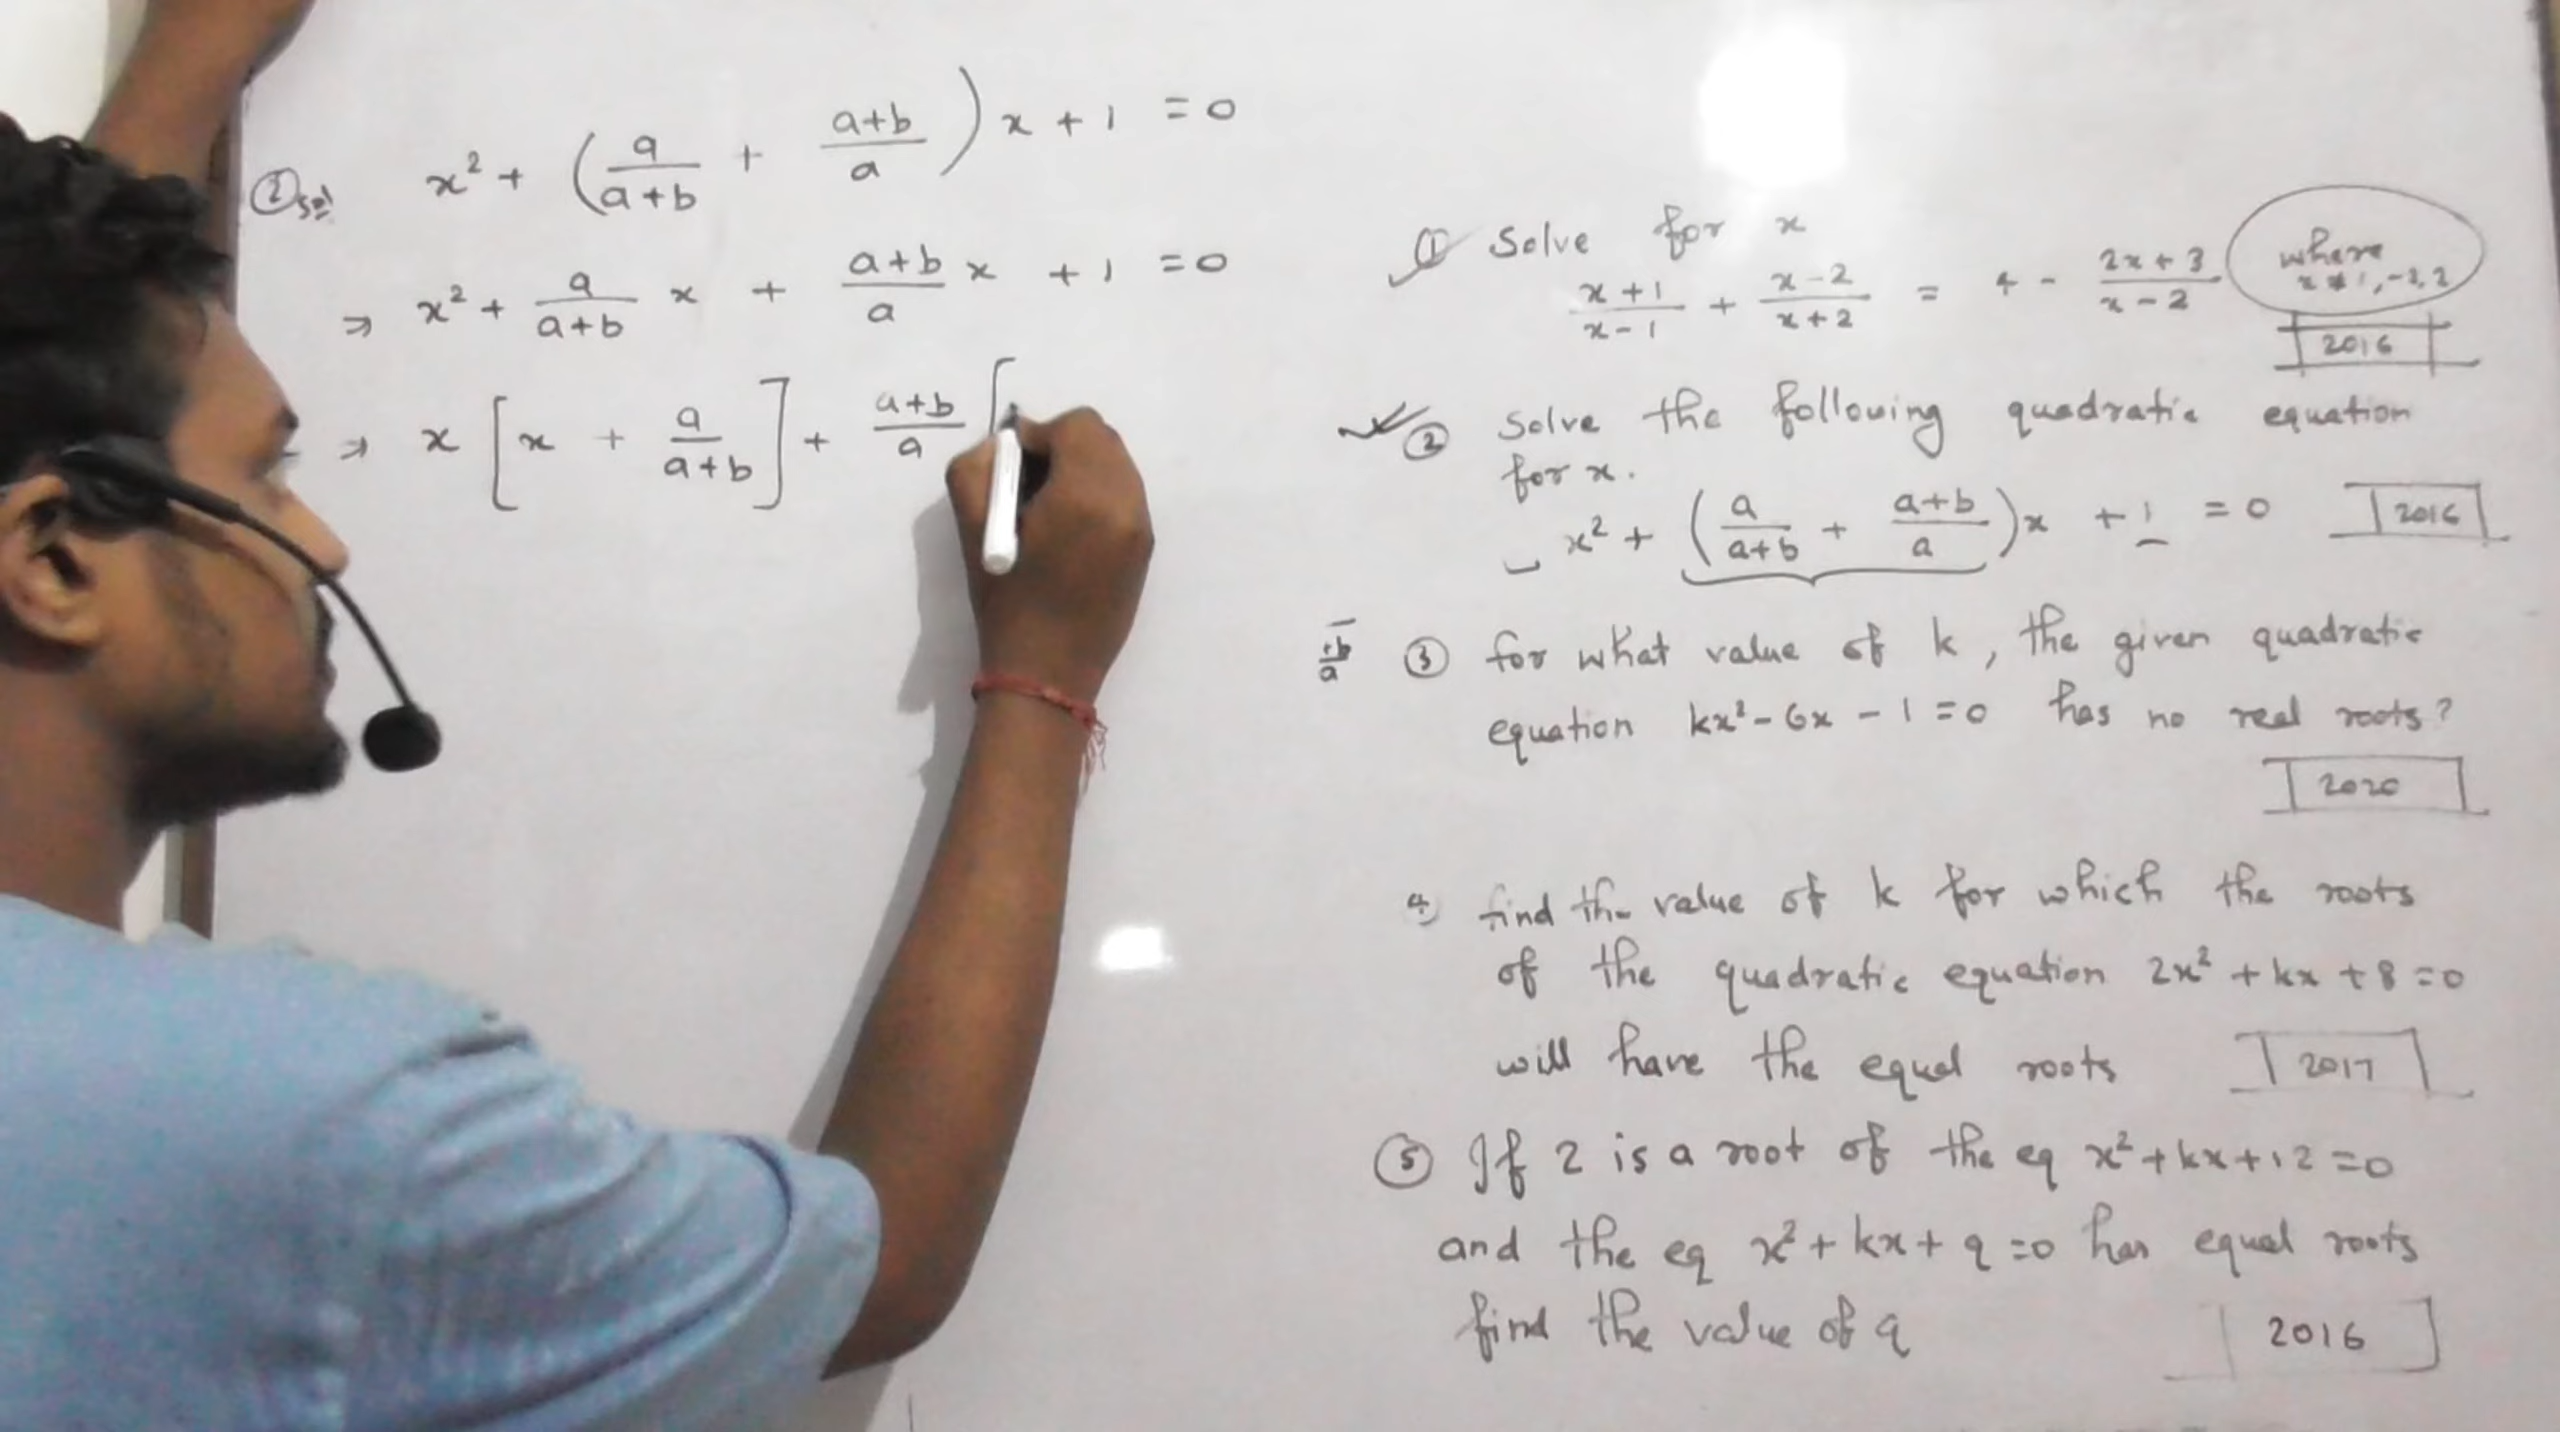 ② Sol x² + (a/(a+b) + (a+b)/a) x + 1 = 0
⇒ x² + a/(a+b) x + (a+b)/a x + 1 = 0
⇒ x [x + a/(a+b)] + (a+b)/a [
① Solve for x
(x+1)/(x-1) + (x-2)/(x+2) = 4 - (2x+3)/(x-2) where x ≠ 1, -2, 2
2016
② Solve the following quadratic equation
for x.
x² + (a/(a+b) + (a+b)/a) x + 1 = 0 2016
+b/a
③ for what value of k, the given quadratic
equation kx² - 6x - 1 = 0 has no real roots?
2020
4) find the value of k for which the roots
of the quadratic equation 2x² + kx + 8 = 0
will have the equal roots 2017
⑤ If 2 is a root of the eq x² + kx + 12 = 0
and the eq x² + kx + q = 0 has equal roots
find the value of q 2016